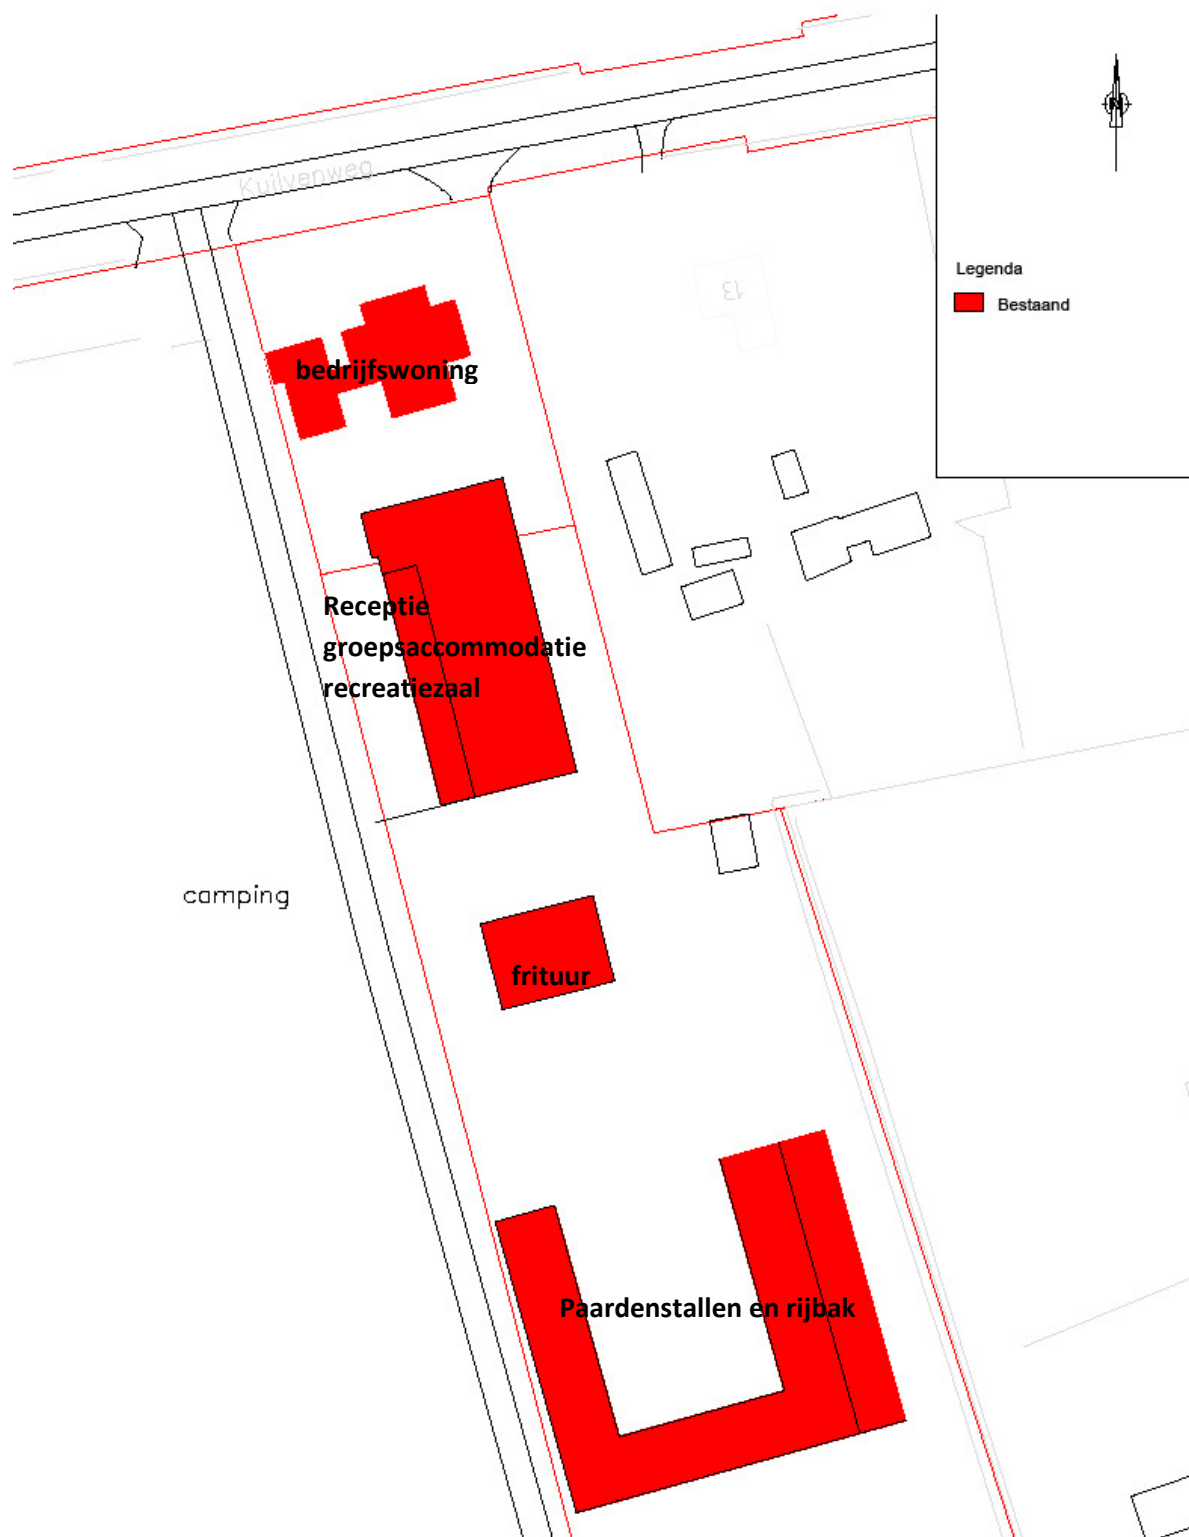 Kuilvenweg
N
Legenda
Bestaand
13
bedrijfswoning
Receptie
groepsaccommodatie
recreatiezaal
camping
frituur
Paardenstallen en rijbak